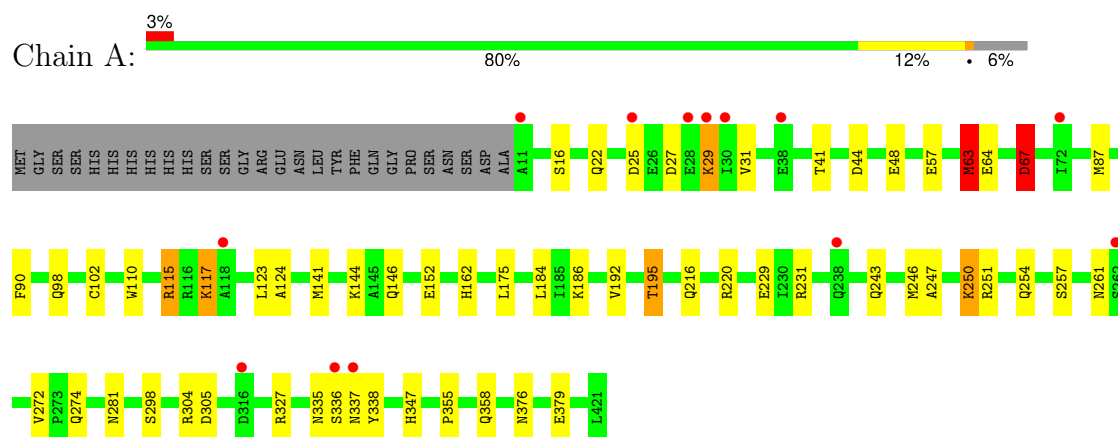 3%
Chain A:
80% 12% • 6%
MET GLY SER SER HIS HIS HIS HIS HIS HIS SER SER GLY ARG GLU ASN LEU TYR PHE GLN GLY PRO SER ASN SER ASP ALA A11 S16 Q22 D25 E26 D27 E28 K29 I30 V31 E38 T41 D44 E48 E57 M63 E64 D67 I72 M87
F90 Q98 C102 W110 R115 R116 K117 A118 L123 A124 M141 K144 A145 Q146 E152 H162 L175 L184 I185 K186 V192 T195 Q216 R220 E229 I230 R231 Q238 Q243 M246 A247 K250 R251 Q254 S257 N261 S262
V272 P273 Q274 N281 S298 R304 D305 D316 R327 N335 S336 N337 Y338 H347 P355 Q358 N376 E379 L421